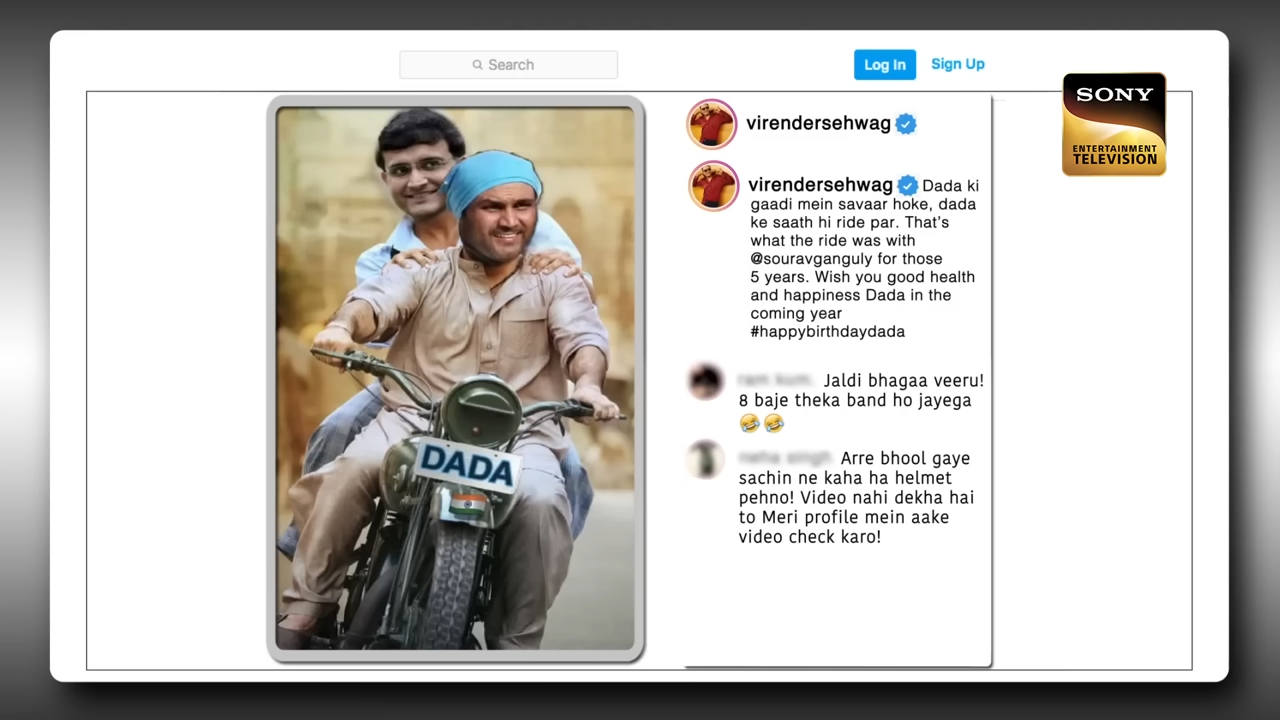 Search
Log In
Sign Up
SONY
ENTERTAINMENT
TELEVISION
virendersehwag
virendersehwag Dada ki
gaadi mein savaar hoke, dada
ke saath hi ride par. That's
what the ride was with
@souravganguly for those
5 years. Wish you good health
and happiness Dada in the
coming year
#happybirthdaydada
Jaldi bhagaa veeru!
8 baje theka band ho jayega
😂 😂
Arre bhool gaye
sachin ne kaha ha helmet
pehno! Video nahi dekha hai
to Meri profile mein aake
video check karo!
DADA